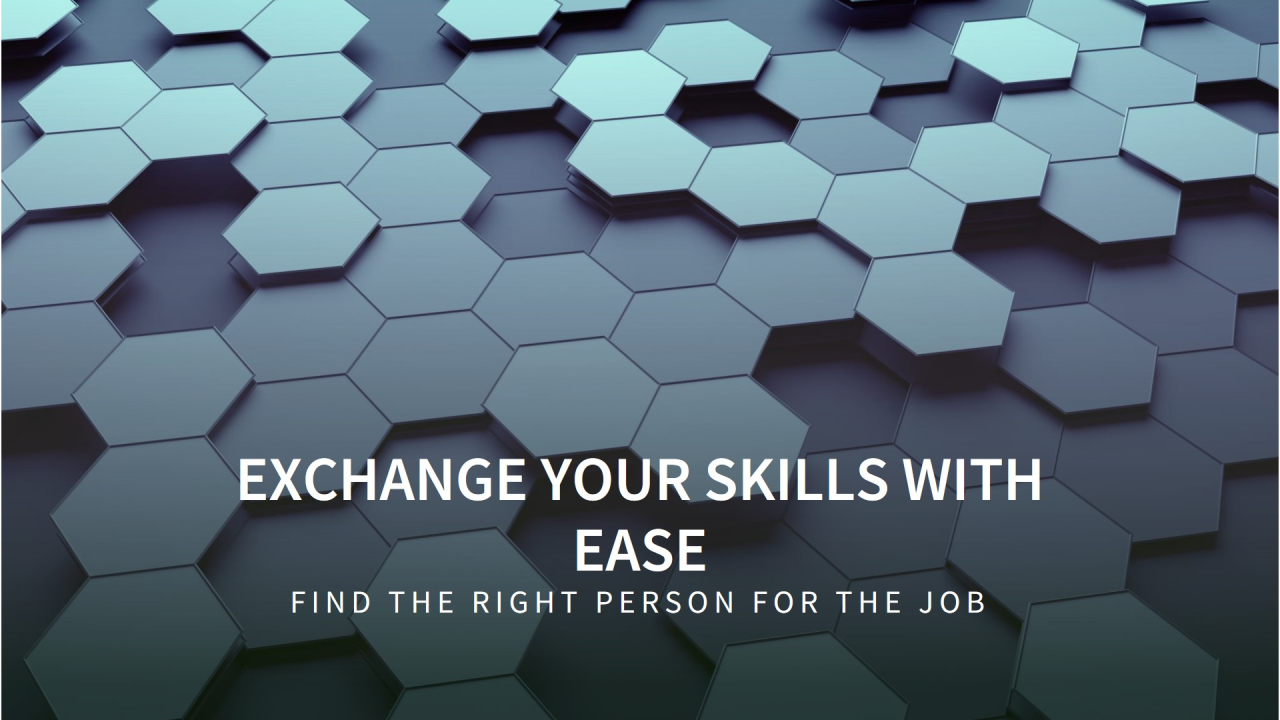 EXCHANGE YOUR SKILLS WITH
EASE
FIND THE RIGHT PERSON FOR THE JOB